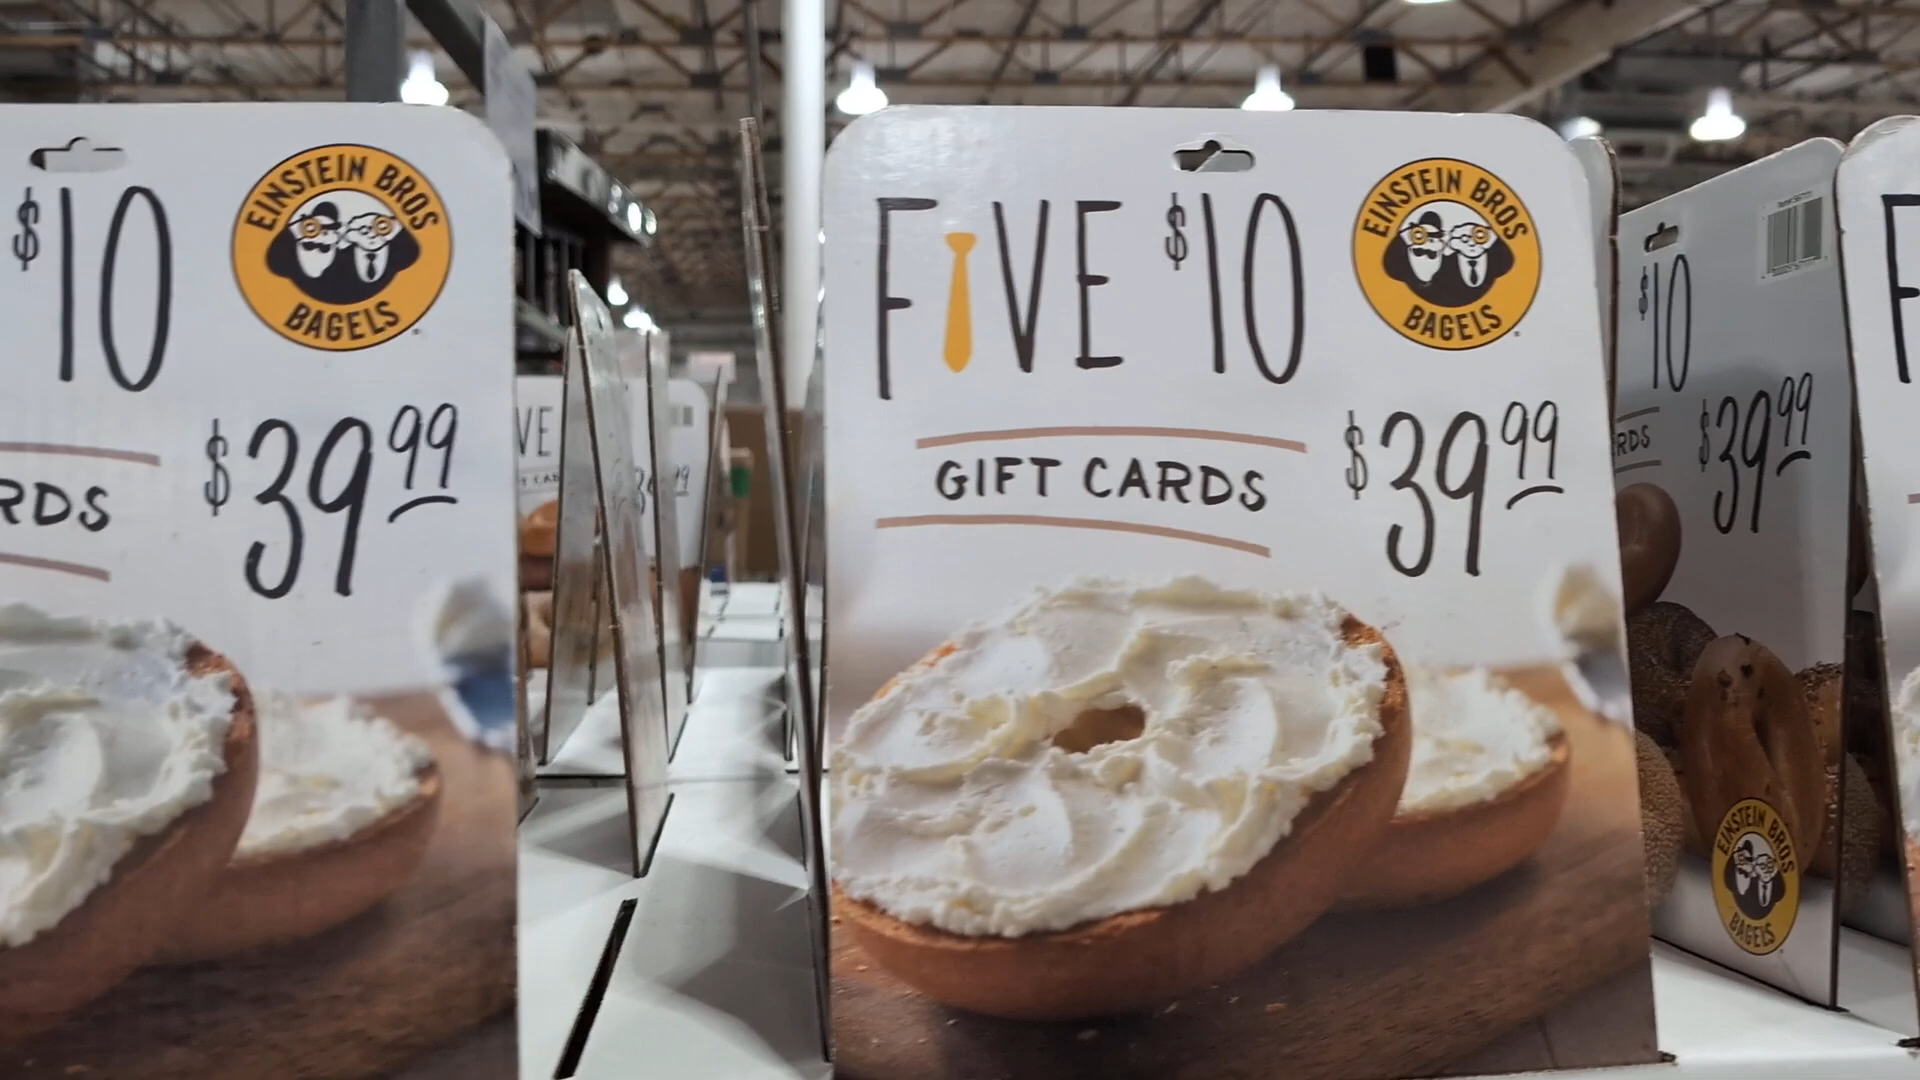 $10
EINSTEIN BROS
BAGELS
$39.99
RDS
VE
FIVE $10
EINSTEIN BROS
BAGELS
GIFT CARDS
$39.99
$10
RDS
$39.99
EINSTEIN BROS
BAGELS
F